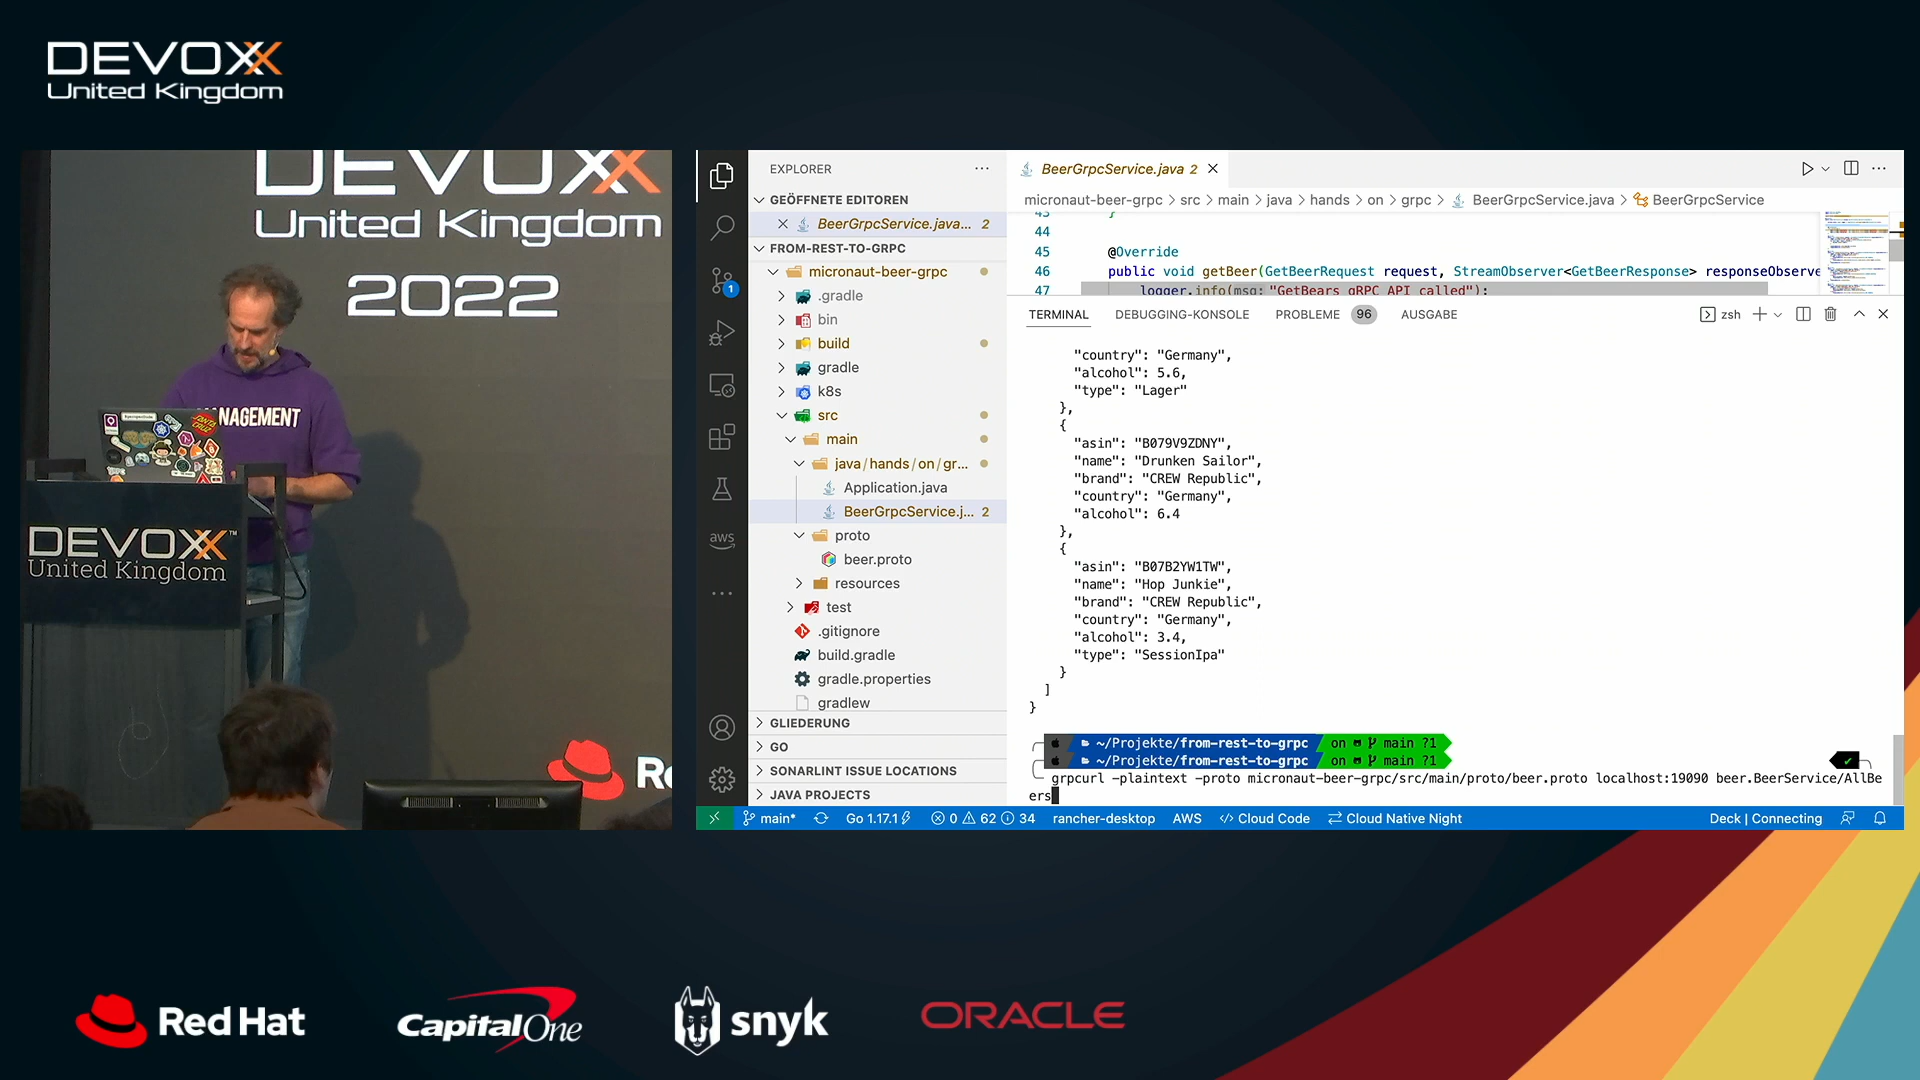 DEVOXX
United Kingdom
DEVOXX
United Kingdom
2022
MANAGEMENT
DEVOXX™
United Kingdom
EXPLORER
GEÖFFNETE EDITOREN
BeerGrpcService.java... 2
FROM-REST-TO-GRPC
micronaut-beer-grpc
.gradle
bin
build
gradle
k8s
src
main
java/hands/on/gr...
Application.java
BeerGrpcService.j... 2
proto
beer.proto
resources
test
.gitignore
build.gradle
gradle.properties
gradlew
GLIEDERUNG
GO
SONARLINT ISSUE LOCATIONS
JAVA PROJECTS
1
aws
BeerGrpcService.java 2
micronaut-beer-grpc > src > main > java > hands > on > grpc > BeerGrpcService.java > BeerGrpcService
43 }
44
45 @Override
46 public void getBeer(GetBeerRequest request, StreamObserver<GetBeerResponse> responseObserve
47 logger.info(msg: "GetBears gRPC API called");
TERMINAL DEBUGGING-KONSOLE PROBLEME 96 AUSGABE zsh
"country": "Germany",
"alcohol": 5.6,
"type": "Lager"
},
{
"asin": "B079V9ZDNY",
"name": "Drunken Sailor",
"brand": "CREW Republic",
"country": "Germany",
"alcohol": 6.4
},
{
"asin": "B07B2YW1TW",
"name": "Hop Junkie",
"brand": "CREW Republic",
"country": "Germany",
"alcohol": 3.4,
"type": "SessionIpa"
}
]
}
~/Projekte/from-rest-to-grpc on main ?1
~/Projekte/from-rest-to-grpc on main ?1
grpcurl -plaintext -proto micronaut-beer-grpc/src/main/proto/beer.proto localhost:19090 beer.BeerService/AllBe
ers
main* Go 1.17.1 0 62 34 rancher-desktop AWS Cloud Code Cloud Native Night Deck | Connecting
Red Hat
Capital One
snyk
ORACLE